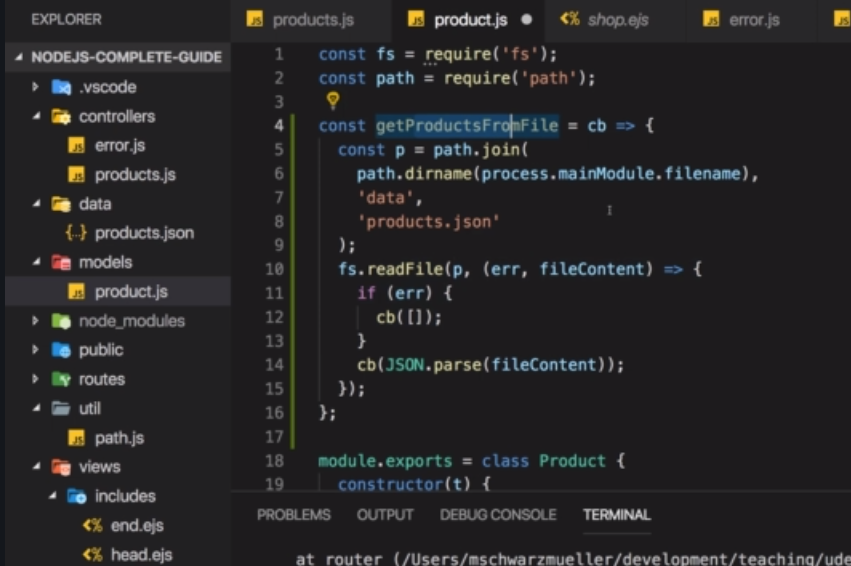 EXPLORER
NODEJS-COMPLETE-GUIDE
.vscode
controllers
error.js
products.js
data
products.json
models
product.js
node_modules
public
routes
util
path.js
views
includes
end.ejs
head.ejs
products.js
product.js
shop.ejs
error.js
1 const fs = require('fs');
2 const path = require('path');
3
4 const getProductsFromFile = cb => {
5 const p = path.join(
6 path.dirname(process.mainModule.filename),
7 'data',
8 'products.json'
9 );
10 fs.readFile(p, (err, fileContent) => {
11 if (err) {
12 cb([]);
13 }
14 cb(JSON.parse(fileContent));
15 });
16 };
17
18 module.exports = class Product {
19 constructor(t) {
PROBLEMS OUTPUT DEBUG CONSOLE TERMINAL
at router (/Users/mschwarzmueller/development/teaching/ude